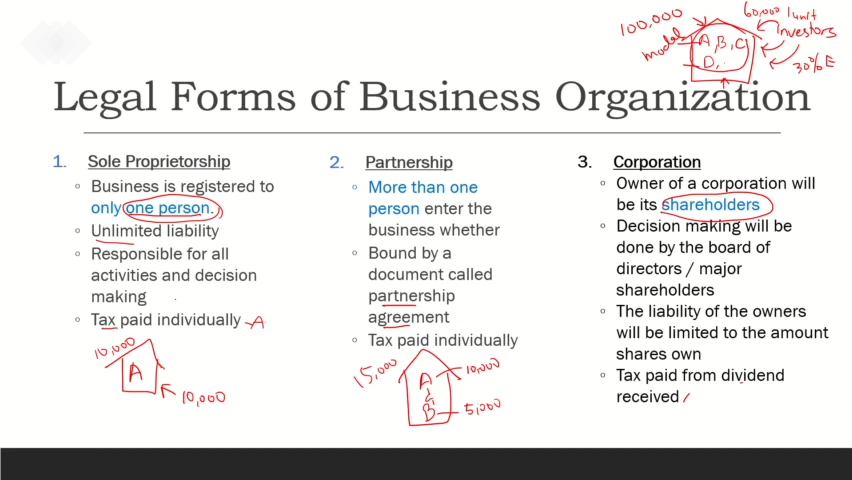 100,000
60,000 1 unit
Investors
A, B, C
D,
model
30% E
Legal Forms of Business Organization
1. Sole Proprietorship
Business is registered to
only one person.
Unlimited liability
Responsible for all
activities and decision
making
Tax paid individually A
10,000
A
10,000
2. Partnership
More than one
person enter the
business whether
Bound by a
document called
partnership
agreement
Tax paid individually
15,000
A 10,000
&
B 5,000
3. Corporation
Owner of a corporation will
be its shareholders
Decision making will be
done by the board of
directors / major
shareholders
The liability of the owners
will be limited to the amount
shares own
Tax paid from dividend
received